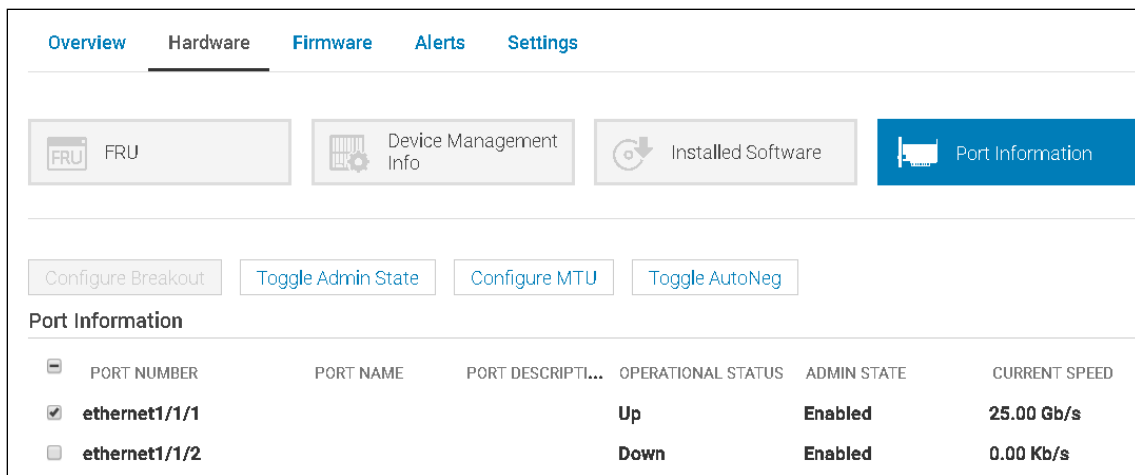 Overview Hardware Firmware Alerts Settings
FRU FRU Device Management Info Installed Software Port Information
Configure Breakout Toggle Admin State Configure MTU Toggle AutoNeg
Port Information
PORT NUMBER PORT NAME PORT DESCRIPTI... OPERATIONAL STATUS ADMIN STATE CURRENT SPEED
ethernet1/1/1 Up Enabled 25.00 Gb/s
ethernet1/1/2 Down Enabled 0.00 Kb/s